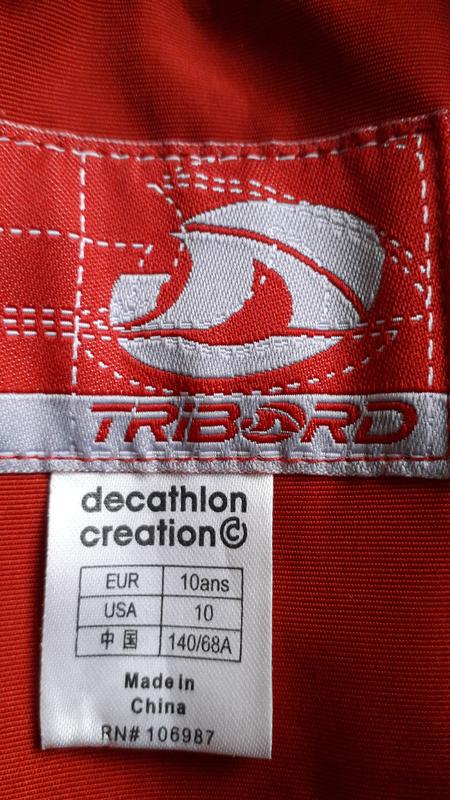 TRIBORD
decathlon
creation©
EUR 10ans
USA 10
中国 140/68A
Made in
China
RN# 106987